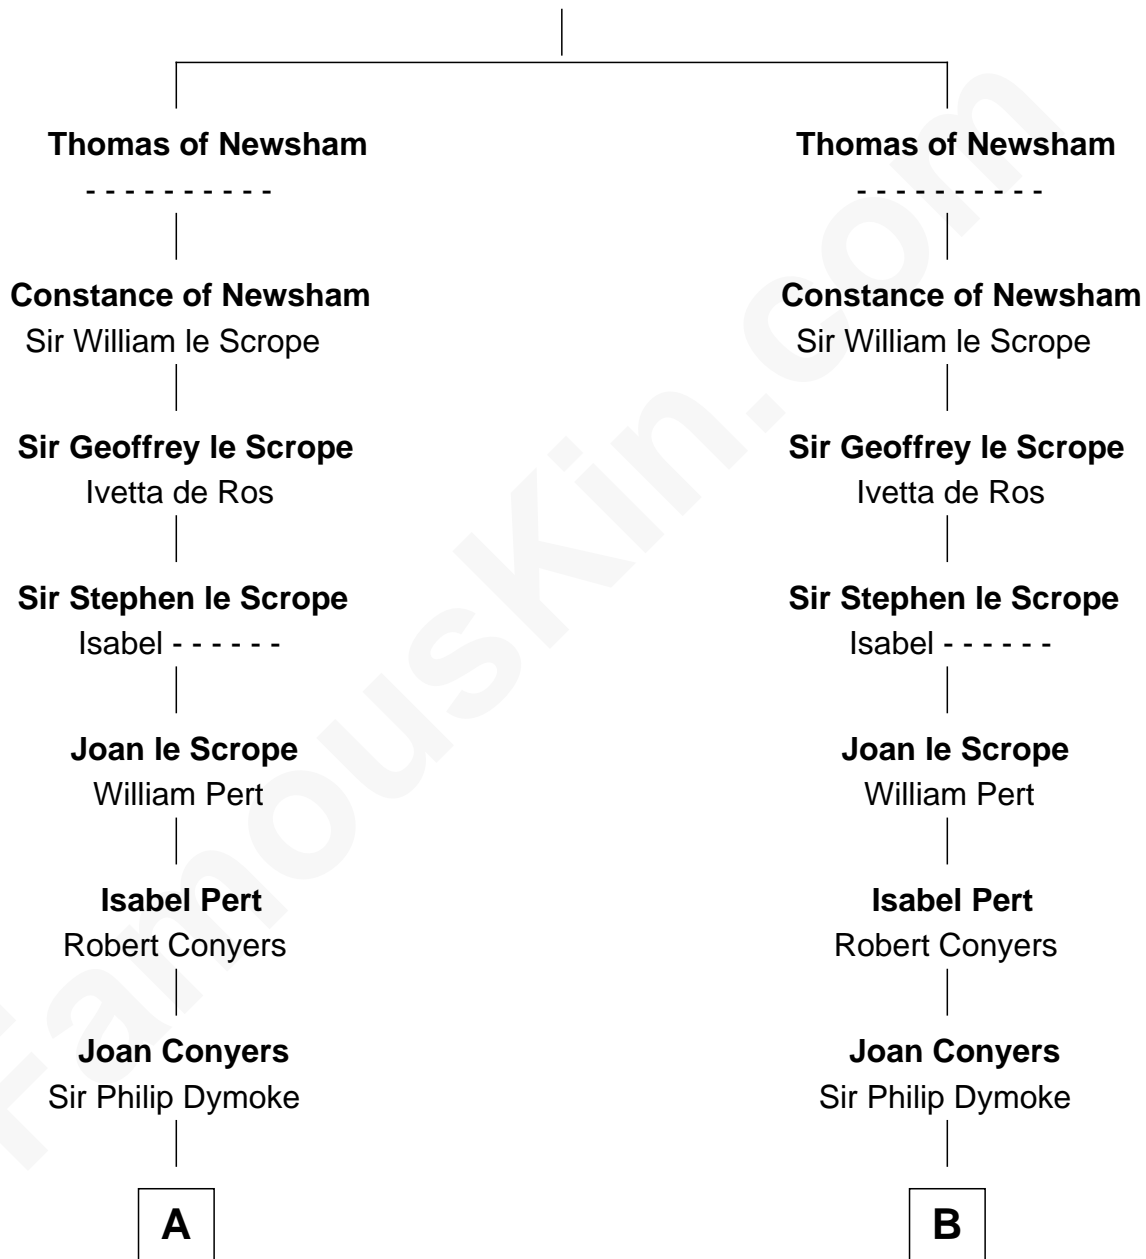 Thomas of Newsham
- - - - - - - - - -
Constance of Newsham
Sir William le Scrope
Sir Geoffrey le Scrope
Ivetta de Ros
Sir Stephen le Scrope
Isabel - - - - - -
Joan le Scrope
William Pert
Isabel Pert
Robert Conyers
Joan Conyers
Sir Philip Dymoke
A
Thomas of Newsham
- - - - - - - - - -
Constance of Newsham
Sir William le Scrope
Sir Geoffrey le Scrope
Ivetta de Ros
Sir Stephen le Scrope
Isabel - - - - - -
Joan le Scrope
William Pert
Isabel Pert
Robert Conyers
Joan Conyers
Sir Philip Dymoke
B
FamousKin.com